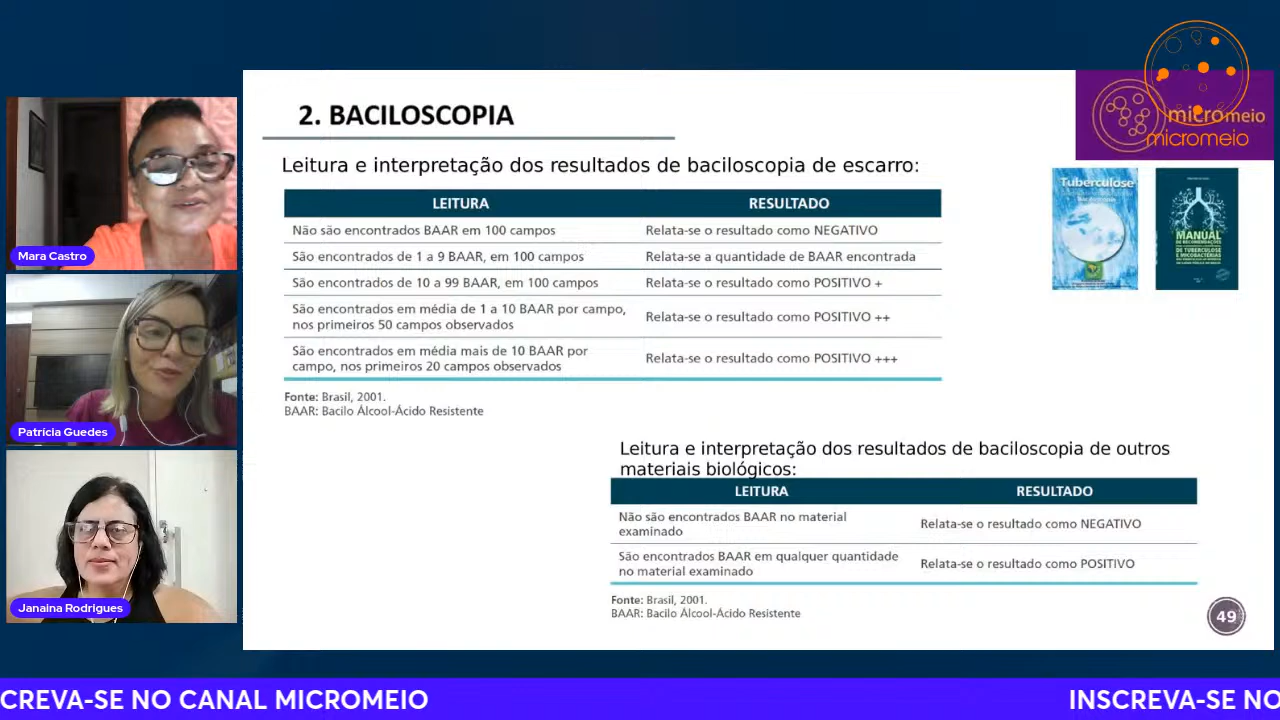 2. BACILOSCOPIA
micromeio
micromeio
Leitura e interpretação dos resultados de baciloscopia de escarro:
LEITURA RESULTADO
Não são encontrados BAAR em 100 campos Relata-se o resultado como NEGATIVO
São encontrados de 1 a 9 BAAR, em 100 campos Relata-se a quantidade de BAAR encontrada
São encontrados de 10 a 99 BAAR, em 100 campos Relata-se o resultado como POSITIVO +
São encontrados em média de 1 a 10 BAAR por campo,
nos primeiros 50 campos observados
Relata-se o resultado como POSITIVO ++
São encontrados em média mais de 10 BAAR por
campo, nos primeiros 20 campos observados
Relata-se o resultado como POSITIVO +++
Fonte: Brasil, 2001.
BAAR: Bacilo Álcool-Ácido Resistente
Tuberculose
MANUAL
DE RECOMENDAÇÕES
DE TUBERCULOSE
E MICOBACTÉRIAS
Leitura e interpretação dos resultados de baciloscopia de outros
materiais biológicos:
LEITURA RESULTADO
Não são encontrados BAAR no material
examinado
Relata-se o resultado como NEGATIVO
São encontrados BAAR em qualquer quantidade
no material examinado
Relata-se o resultado como POSITIVO
Fonte: Brasil, 2001.
BAAR: Bacilo Álcool-Ácido Resistente
49
Mara Castro
Patrícia Guedes
Janaina Rodrigues
CREVA-SE NO CANAL MICROMEIO INSCREVA-SE NO